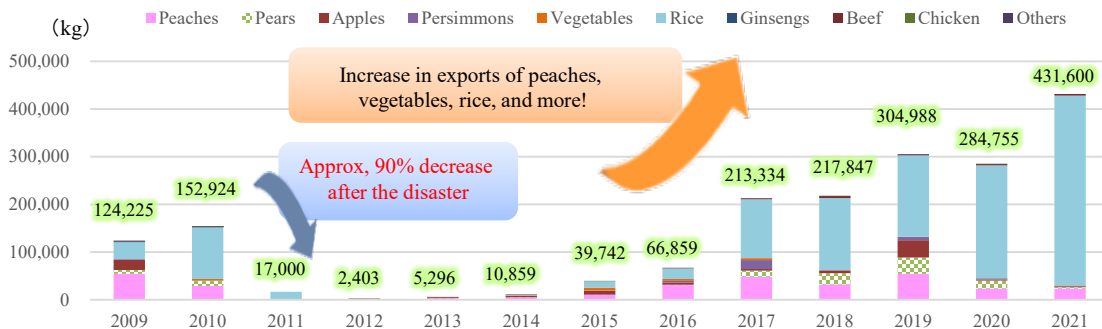 Peaches Pears Apples Persimmons Vegetables Rice Ginsengs Beef Chicken Others
(kg)
500,000
400,000
300,000
200,000
100,000
0
Increase in exports of peaches,
vegetables, rice, and more!
Approx, 90% decrease
after the disaster
124,225
152,924
17,000
2,403
5,296
10,859
39,742
66,859
213,334
217,847
304,988
284,755
431,600
2009 2010 2011 2012 2013 2014 2015 2016 2017 2018 2019 2020 2021